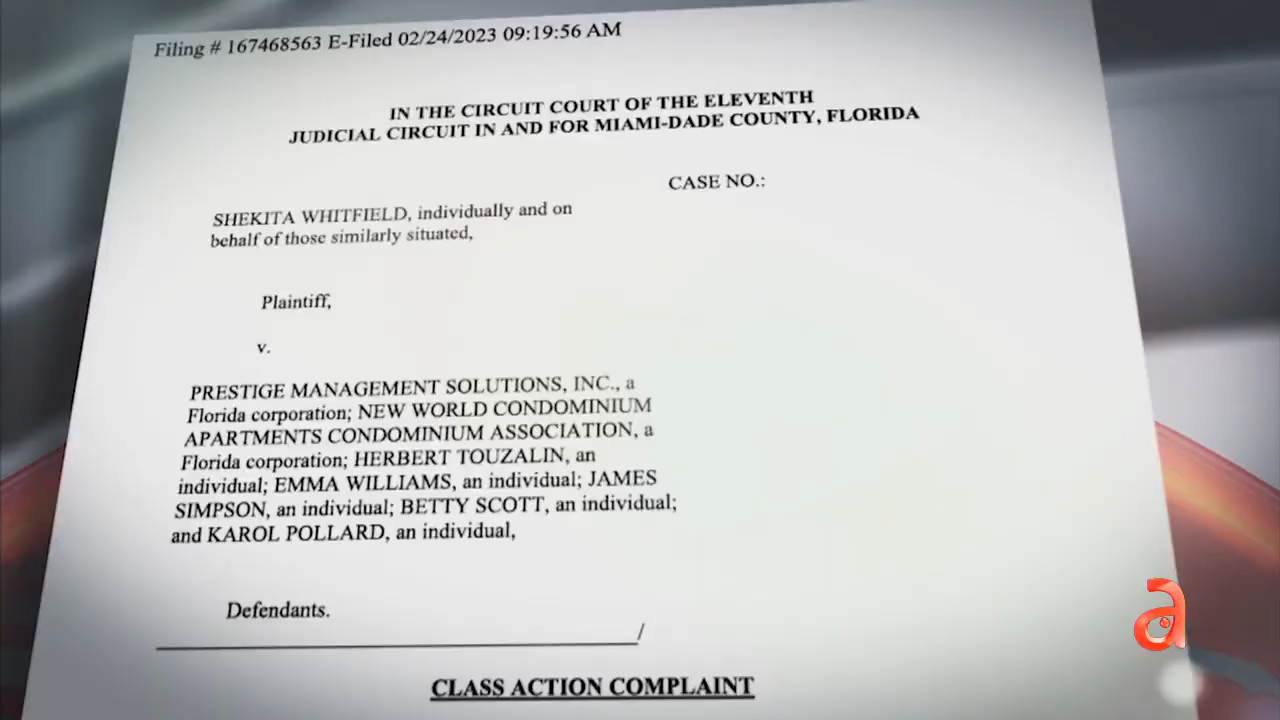 Filing # 167468563 E-Filed 02/24/2023 09:19:56 AM
IN THE CIRCUIT COURT OF THE ELEVENTH
JUDICIAL CIRCUIT IN AND FOR MIAMI-DADE COUNTY, FLORIDA
CASE NO.:
SHEKITA WHITFIELD, individually and on
behalf of those similarly situated,
Plaintiff,
v.
PRESTIGE MANAGEMENT SOLUTIONS, INC., a
Florida corporation; NEW WORLD CONDOMINIUM
APARTMENTS CONDOMINIUM ASSOCIATION, a
Florida corporation; HERBERT TOUZALIN, an
individual; EMMA WILLIAMS, an individual; JAMES
SIMPSON, an individual; BETTY SCOTT, an individual;
and KAROL POLLARD, an individual,
Defendants.
/
CLASS ACTION COMPLAINT
a